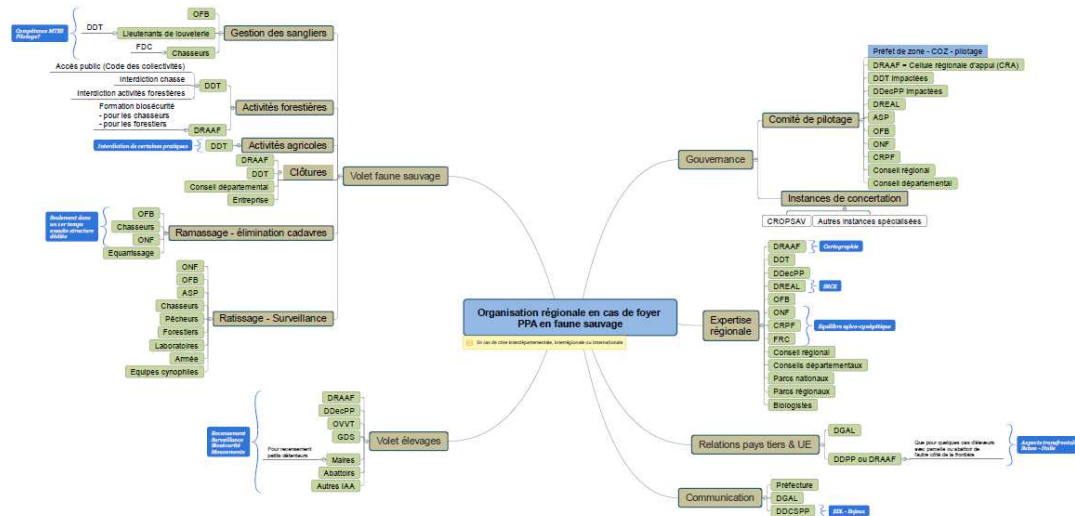 Organisation régionale en cas de foyer
PPA en faune sauvage
En cas de crise interdépartementale, interrégionale ou internationale
Volet faune sauvage
Gestion des sangliers
OFB
Lieutenants de louveterie
DDT
Chasseurs
FDC
Activités forestières
DDT
Accès public (Code des collectivités)
Interdiction chasse
Interdiction activités forestières
DRAAF
Formation biosécurité
- pour les chasseurs
- pour les forestiers
Activités agricoles
DDT
Interdiction de certaines pratiques
Clôtures
DRAAF
DDT
Conseil départemental
Entreprise
Ramassage - élimination cadavres
OFB
Chasseurs
ONF
Equarrissage
Seulement dans
un 1er temps
ensuite structure
dédiée
Ratissage - Surveillance
ONF
OFB
ASP
Chasseurs
Pêcheurs
Forestiers
Laboratoires
Armée
Equipes cynophiles
Volet élevages
DRAAF
DDecPP
OVVT
GDS
Maires
Pour recensement
petits détenteurs
Abattoirs
Autres IAA
Recensement
Surveillance
Biosécurité
Mouvements
Gouvernance
Comité de pilotage
Préfet de zone - COZ - pilotage
DRAAF = Cellule régionale d'appui (CRA)
DDT impactées
DDecPP impactées
DREAL
ASP
OFB
ONF
CRPF
Conseil régional
Conseil départemental
Instances de concertation
CROPSAV
Autres instances spécialisées
Expertise
régionale
DRAAF
Cartographie
DDT
DDecPP
DREAL
SRCE
OFB
ONF
CRPF
FRC
Equilibre sylvo-cynégétique
Conseil régional
Conseils départementaux
Parcs nationaux
Parcs régionaux
Biologistes
Relations pays tiers & UE
DGAL
DDPP ou DRAAF
Que pour quelques cas d'éleveurs
avec parcelle ou abattoir de
l'autre côté de la frontière
Aspects transfrontaliers
Suisse - Italie
Communication
Préfecture
DGAL
DDCSPP
EDL - Enjeux